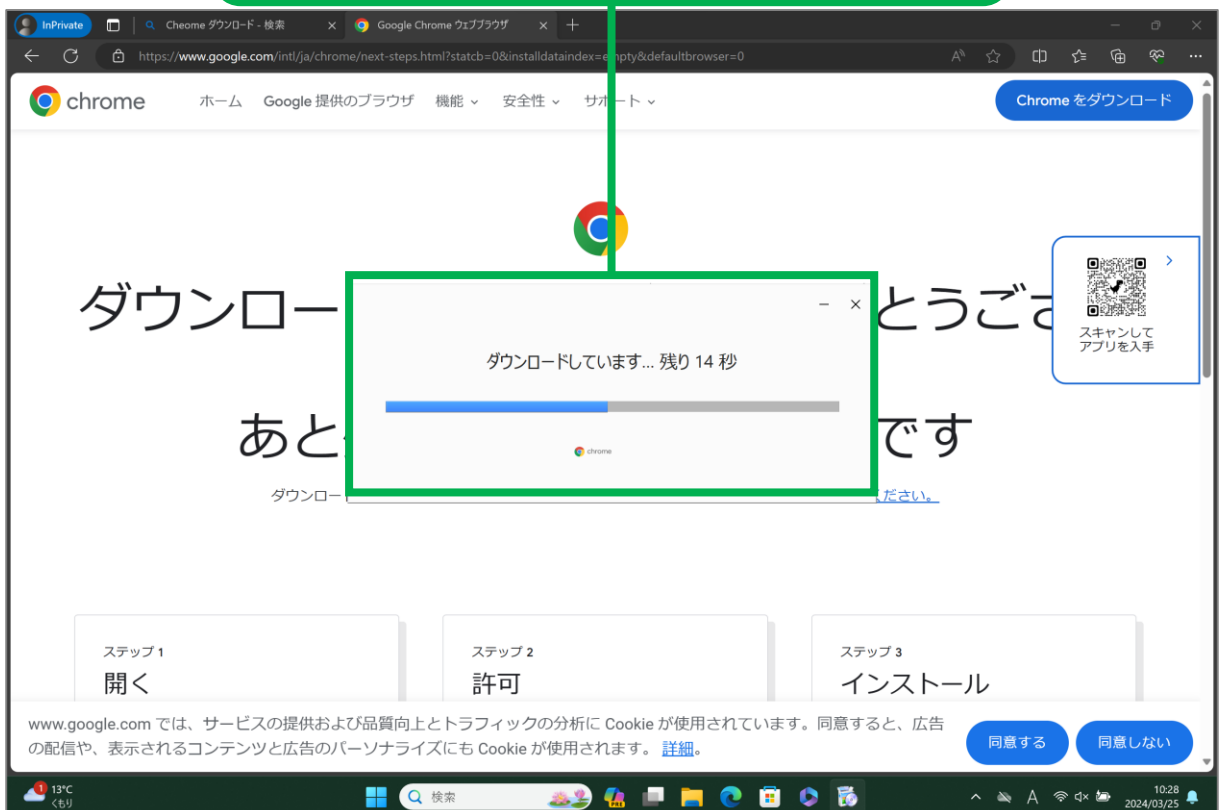 InPrivate
Cheome ダウンロード - 検索
Google Chrome ウェブブラウザ
https://www.google.com/intl/ja/chrome/next-steps.html?statcb=0&installdataindex=empty&defaultbrowser=0
chrome
ホーム
Google 提供のブラウザ
機能
安全性
サポート
Chrome をダウンロード
ダウンロー
とうご
スキャンして
アプリを入手
ダウンロードしています... 残り 14 秒
chrome
あと
です
ダウンロー
ください。
ステップ 1
開く
ステップ 2
許可
ステップ 3
インストール
www.google.com では、サービスの提供および品質向上とトラフィックの分析に Cookie が使用されています。同意すると、広告
の配信や、表示されるコンテンツと広告のパーソナライズにも Cookie が使用されます。 詳細。
同意する
同意しない
1
13°C
くもり
検索
PRE
A
10:28
2024/03/25